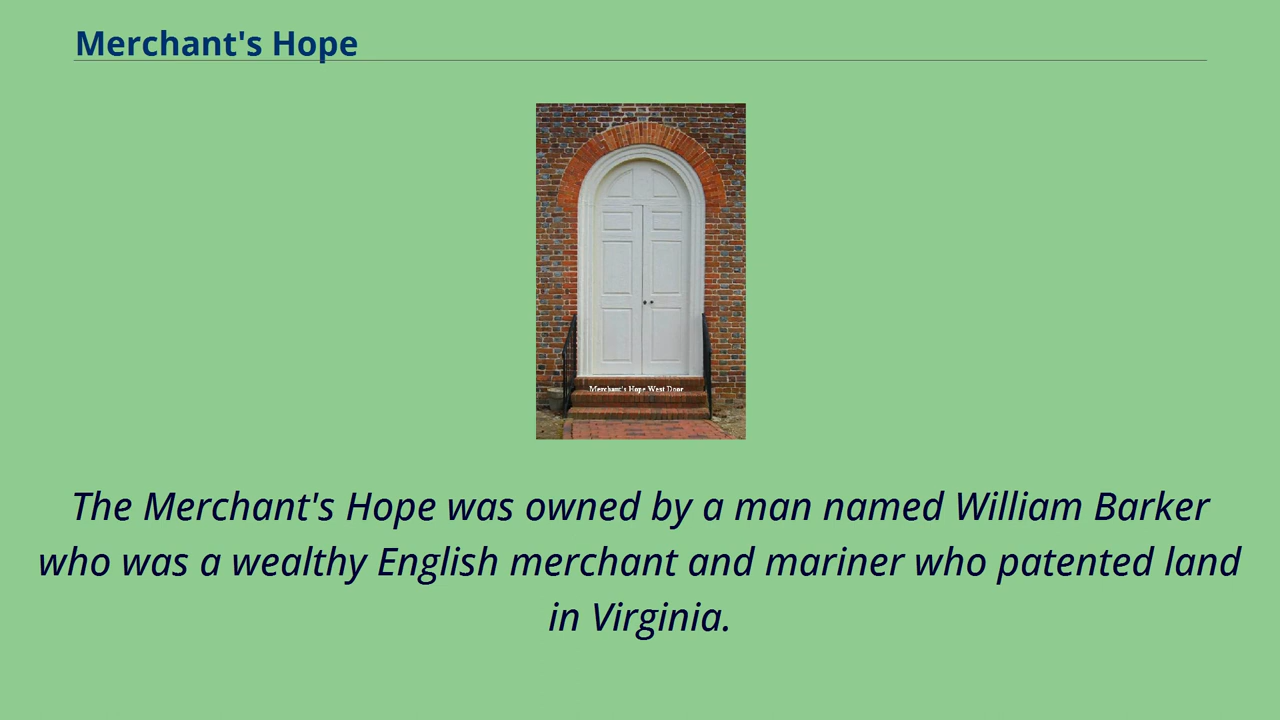 Merchant's Hope
Merchant's Hope West Door
The Merchant's Hope was owned by a man named William Barker
who was a wealthy English merchant and mariner who patented land
in Virginia.